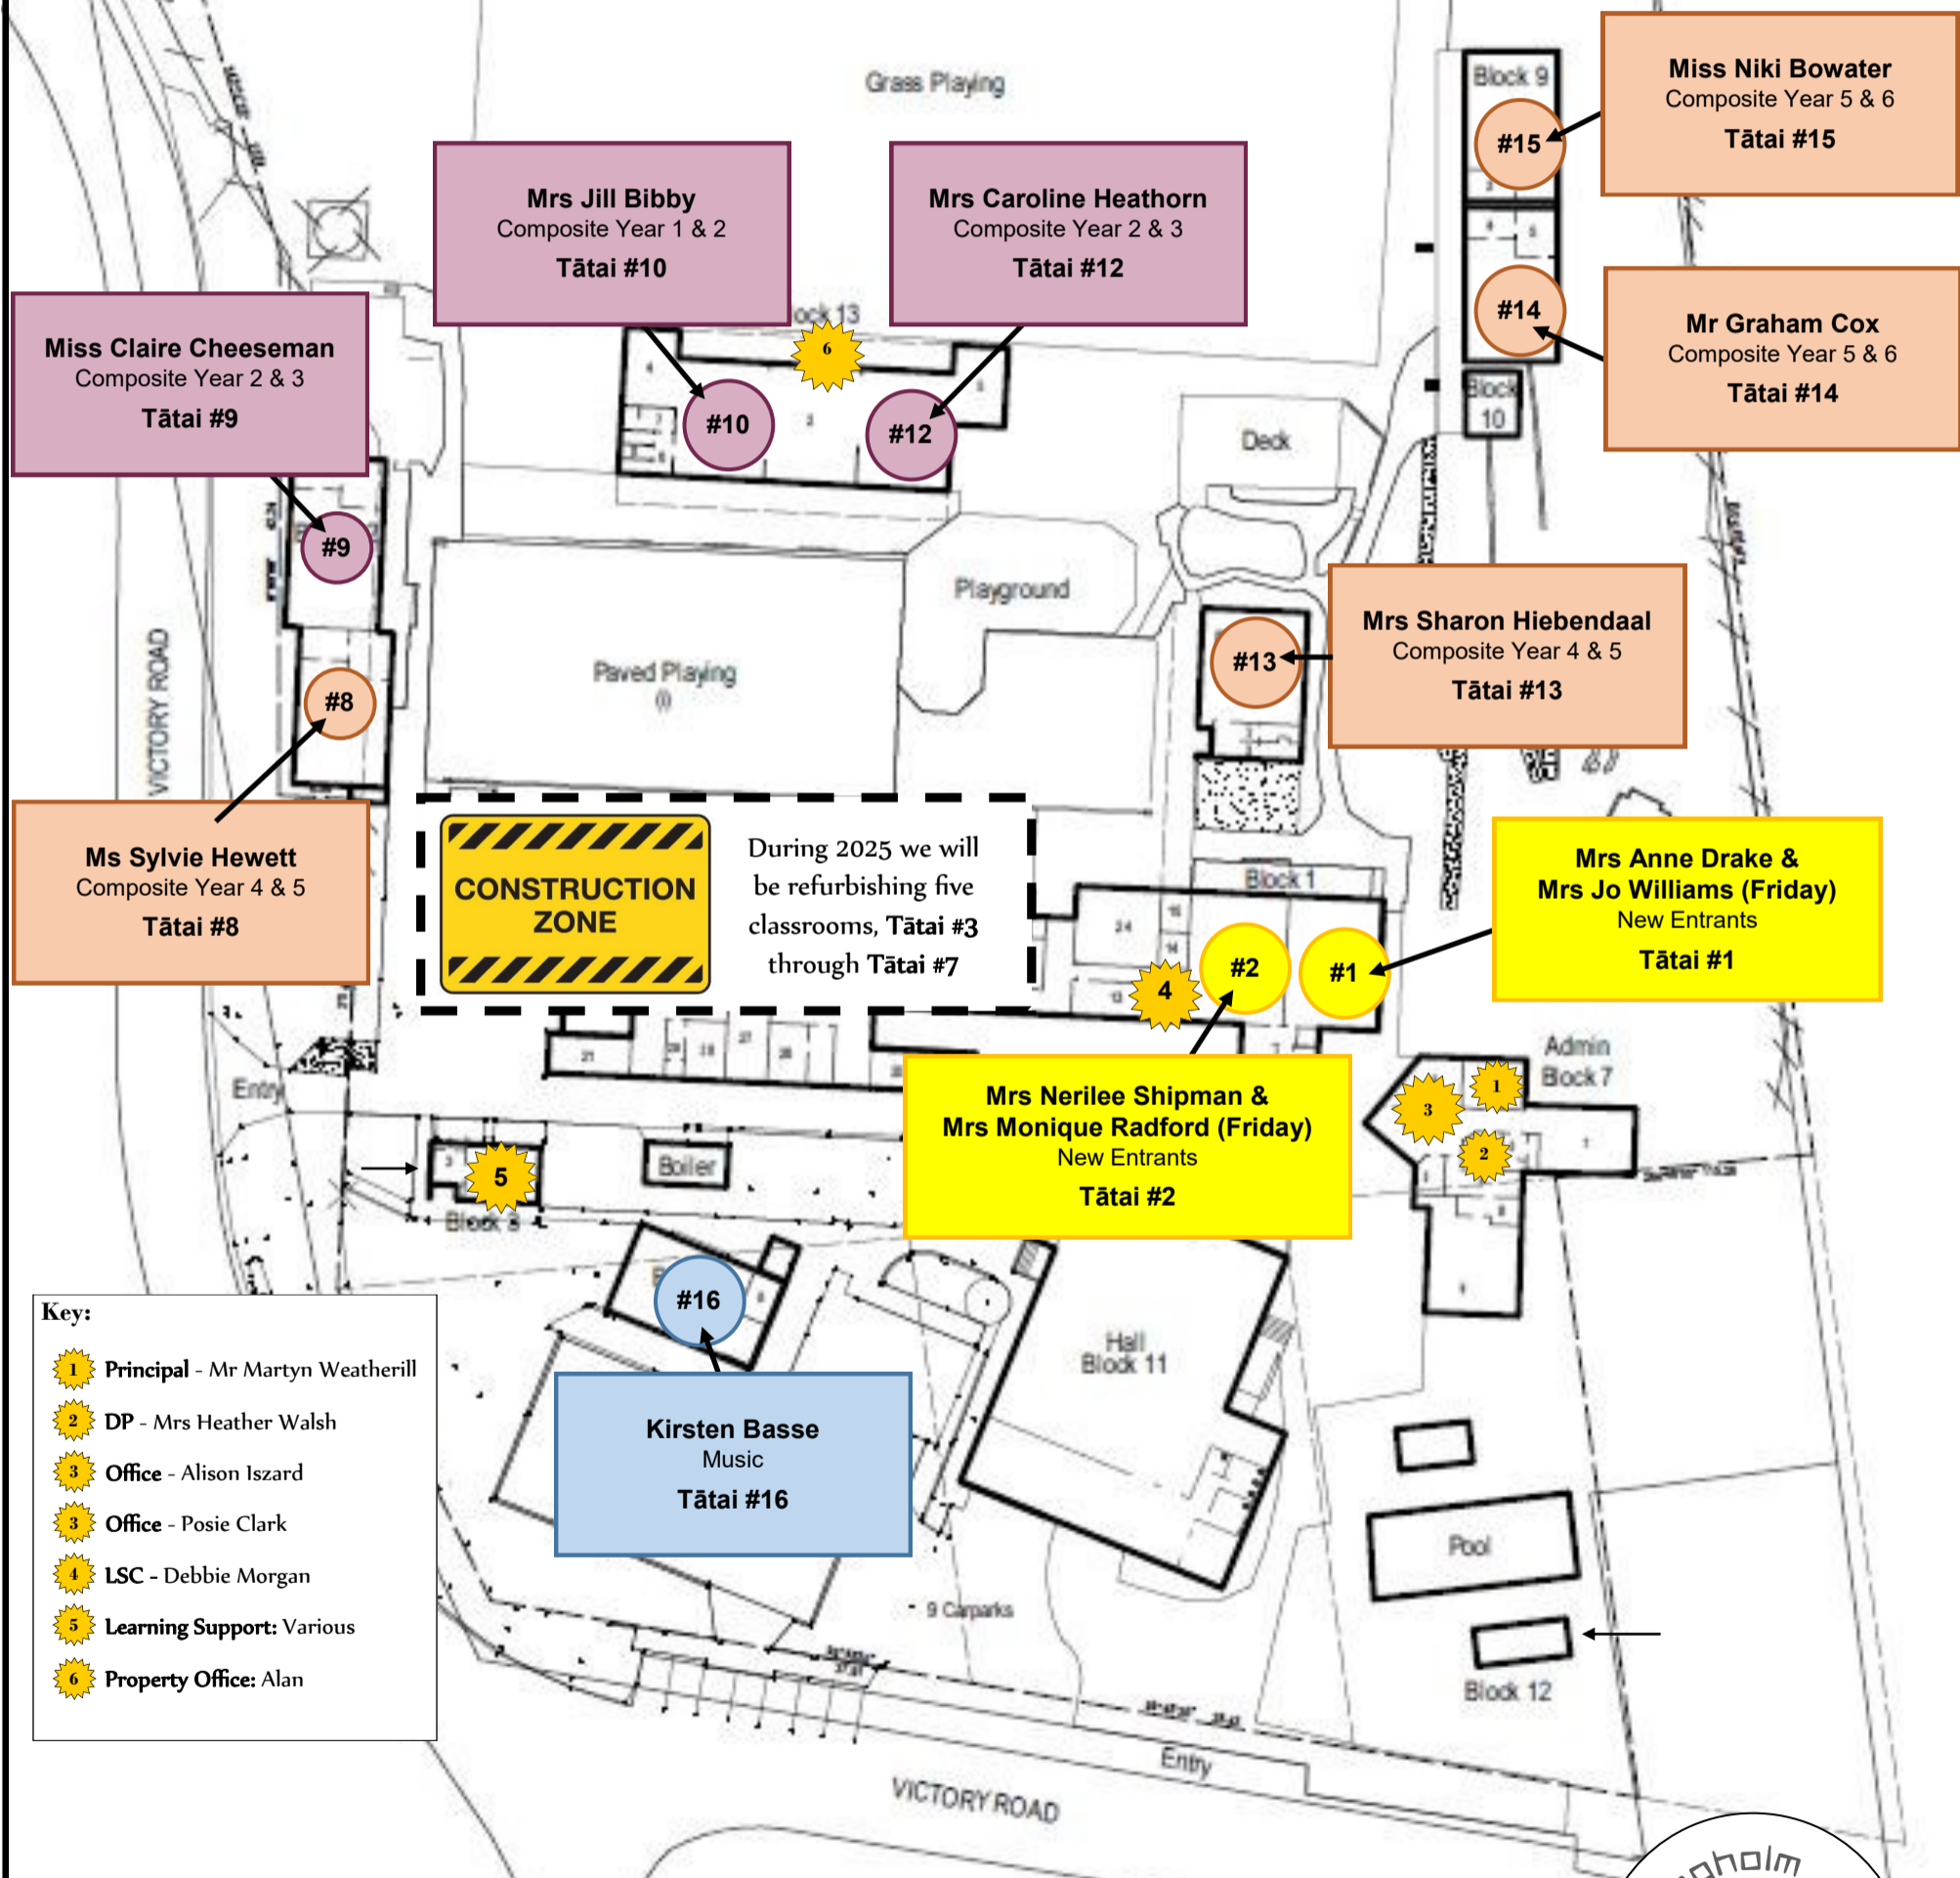 Grass Playing
Block 9
#15
Miss Niki Bowater
Composite Year 5 & 6
Tātai #15
Mrs Jill Bibby
Composite Year 1 & 2
Tātai #10
Mrs Caroline Heathorn
Composite Year 2 & 3
Tātai #12
#14
Mr Graham Cox
Composite Year 5 & 6
Tātai #14
Block
10
Miss Claire Cheeseman
Composite Year 2 & 3
Tātai #9
ock 13
6
#10
#12
Deck
#9
Playground
Paved Playing
(i)
VICTORY ROAD
#8
#13
Mrs Sharon Hiebendaal
Composite Year 4 & 5
Tātai #13
Ms Sylvie Hewett
Composite Year 4 & 5
Tātai #8
CONSTRUCTION
ZONE
During 2025 we will
be refurbishing five
classrooms, Tātai #3
through Tātai #7
Block 1
24
#2
#1
4
Mrs Anne Drake &
Mrs Jo Williams (Friday)
New Entrants
Tātai #1
Entry
21
Mrs Nerilee Shipman &
Mrs Monique Radford (Friday)
New Entrants
Tātai #2
Admin
Block 7
1
3
2
5
Block 3
Boiler
#16
Kirsten Basse
Music
Tātai #16
Hall
Block 11
Pool
Block 12
9 Carparks
Entry
VICTORY ROAD
Key:
1 Principal - Mr Martyn Weatherill
2 DP - Mrs Heather Walsh
3 Office - Alison Iszard
3 Office - Posie Clark
4 LSC - Debbie Morgan
5 Learning Support: Various
6 Property Office: Alan
gholm